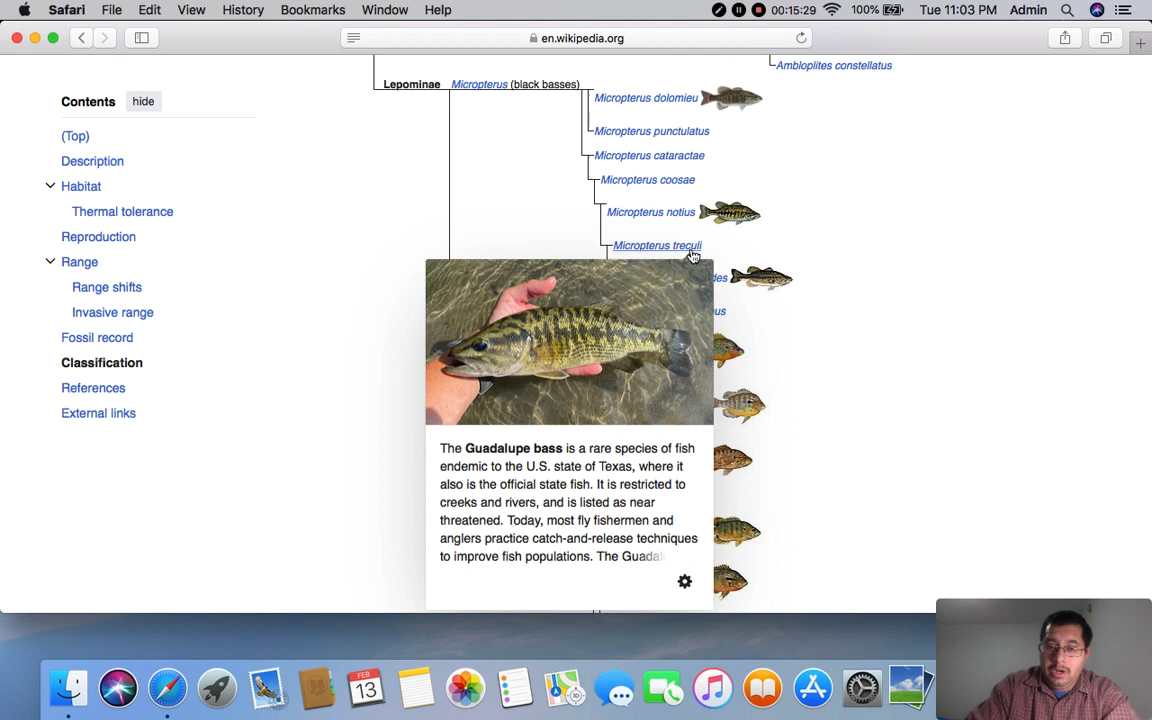 Safari File Edit View History Bookmarks Window Help 00:15:29 100% Tue 11:03 PM Admin
en.wikipedia.org
Contents hide
(Top)
Description
Habitat
Thermal tolerance
Reproduction
Range
Range shifts
Invasive range
Fossil record
Classification
References
External links
Ambloplites constellatus
Lepominae Micropterus (black basses)
Micropterus dolomieu
Micropterus punctulatus
Micropterus cataractae
Micropterus coosae
Micropterus notius
Micropterus treculi
des
us
The Guadalupe bass is a rare species of fish
endemic to the U.S. state of Texas, where it
also is the official state fish. It is restricted to
creeks and rivers, and is listed as near
threatened. Today, most fly fishermen and
anglers practice catch-and-release techniques
to improve fish populations. The Guadal
FEB
13
3D